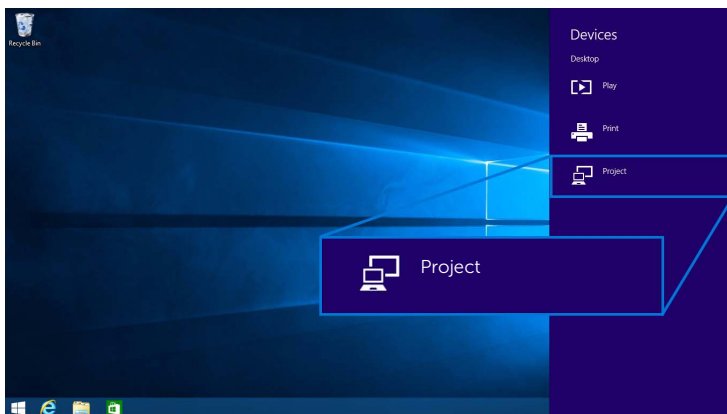 Recycle Bin
Devices
Desktop
Play
Print
Project
Project